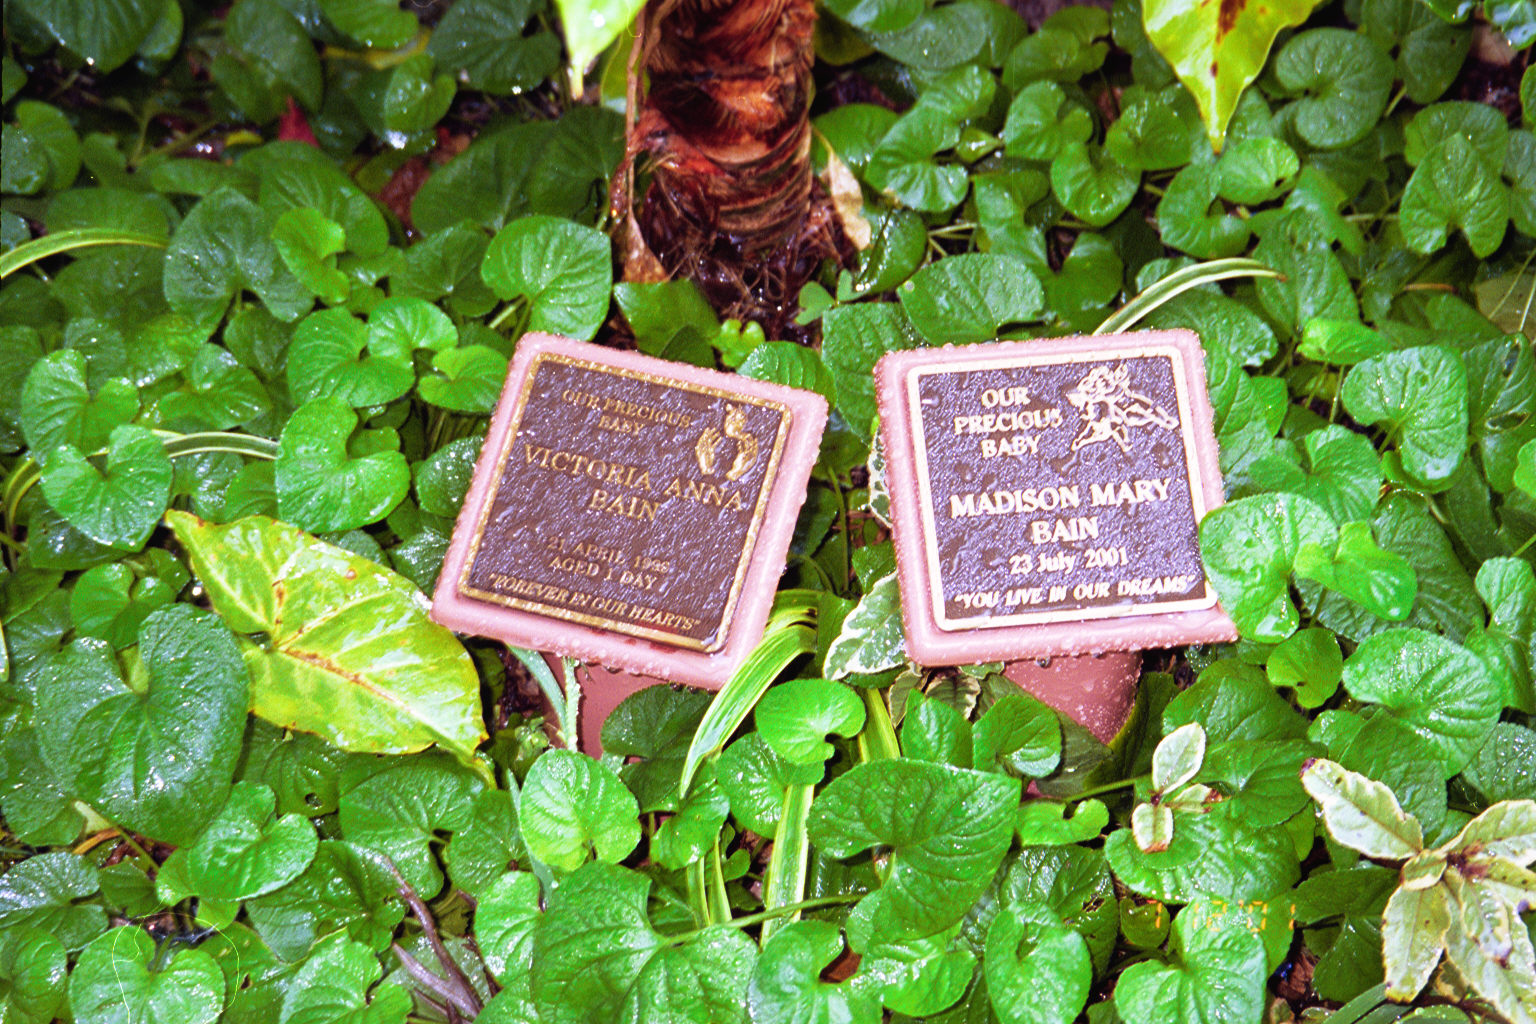 OUR PRECIOUS
BABY
VICTORIA ANNA
BAIN
21 APRIL 1998
AGED 1 DAY
"FOREVER IN OUR HEARTS"
OUR
PRECIOUS
BABY
MADISON MARY
BAIN
23 July 2001
"YOU LIVE IN OUR DREAMS"